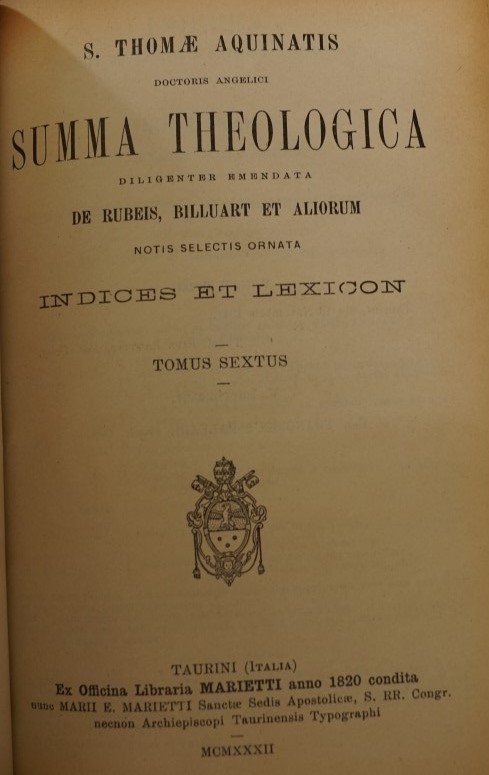 S. THOMÆ AQUINATIS
DOCTORIS ANGELICI
SUMMA THEOLOGICA
DILIGENTER EMENDATA
DE RUBEIS, BILLUART ET ALIORUM
NOTIS SELECTIS ORNATA
INDICES ET LEXICON
TOMUS SEXTUS
TAURINI (ITALIA)
Ex Officina Libraria MARIETTI anno 1820 condita
nunc MARII E. MARIETTI Sanctæ Sedis Apostolicæ, S. RR. Congr.
necnon Archiepiscopi Taurinensis Typographi
MCMXXXII